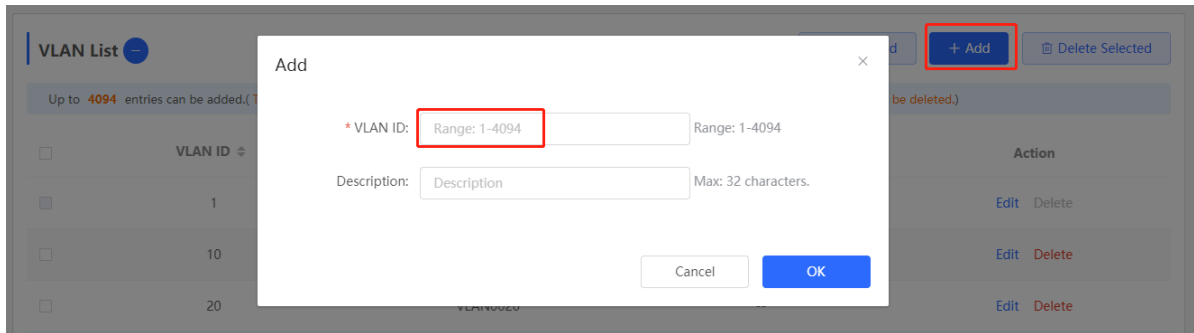 VLAN List
d
+ Add
Delete Selected
Add
Up to 4094 entries can be added.(
be deleted.)
* VLAN ID:
Range: 1-4094
Range: 1-4094
VLAN ID
Action
Description:
Description
Max: 32 characters.
1
Edit Delete
10
Edit Delete
Cancel
OK
20
VLAN0020
--
Edit Delete